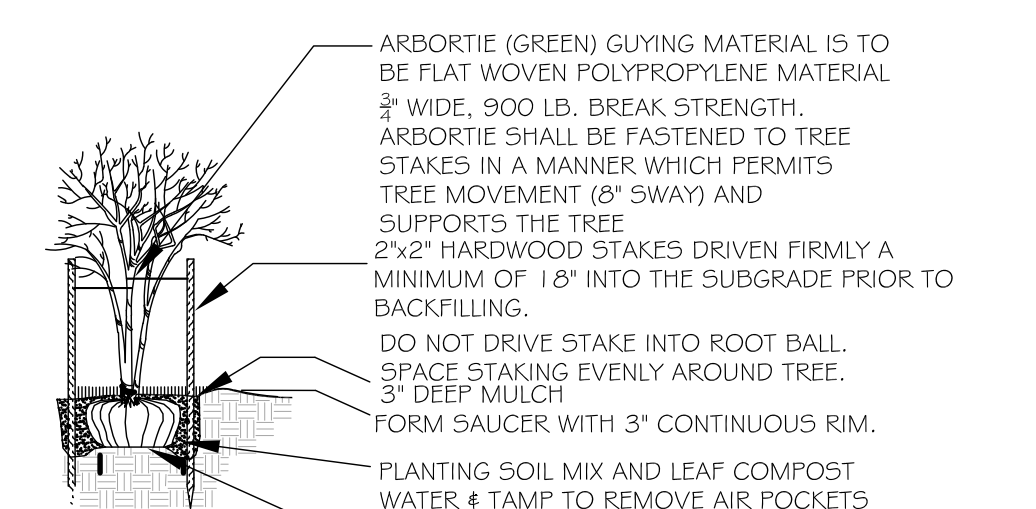 ARBORTIE (GREEN) GUYING MATERIAL IS TO
BE FLAT WOVEN POLYPROPYLENE MATERIAL
3/4" WIDE, 900 LB. BREAK STRENGTH.
ARBORTIE SHALL BE FASTENED TO TREE
STAKES IN A MANNER WHICH PERMITS
TREE MOVEMENT (8" SWAY) AND
SUPPORTS THE TREE
2"x2" HARDWOOD STAKES DRIVEN FIRMLY A
MINIMUM OF 18" INTO THE SUBGRADE PRIOR TO
BACKFILLING.
DO NOT DRIVE STAKE INTO ROOT BALL.
SPACE STAKING EVENLY AROUND TREE.
3" DEEP MULCH
FORM SAUCER WITH 3" CONTINUOUS RIM.
PLANTING SOIL MIX AND LEAF COMPOST
WATER & TAMP TO REMOVE AIR POCKETS